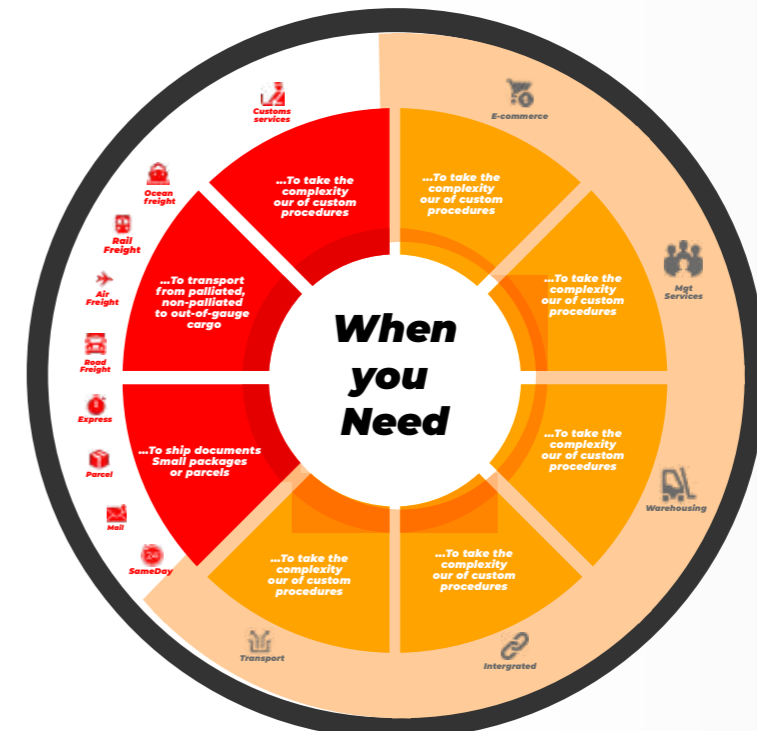 When
you
Need
Customs
services
...To take the
complexity
our of custom
procedures
E-commerce
...To take the
complexity
our of custom
procedures
Mgt
Services
...To take the
complexity
our of custom
procedures
Warehousing
...To take the
complexity
our of custom
procedures
Intergrated
...To take the
complexity
our of custom
procedures
Transport
...To take the
complexity
our of custom
procedures
Ocean
freight
Rail
Freight
Air
Freight
Road
Freight
...To transport
from palliated,
non-palliated
to out-of-gauge
cargo
Express
Parcel
Mail
24
SameDay
...To ship documents
Small packages
or parcels